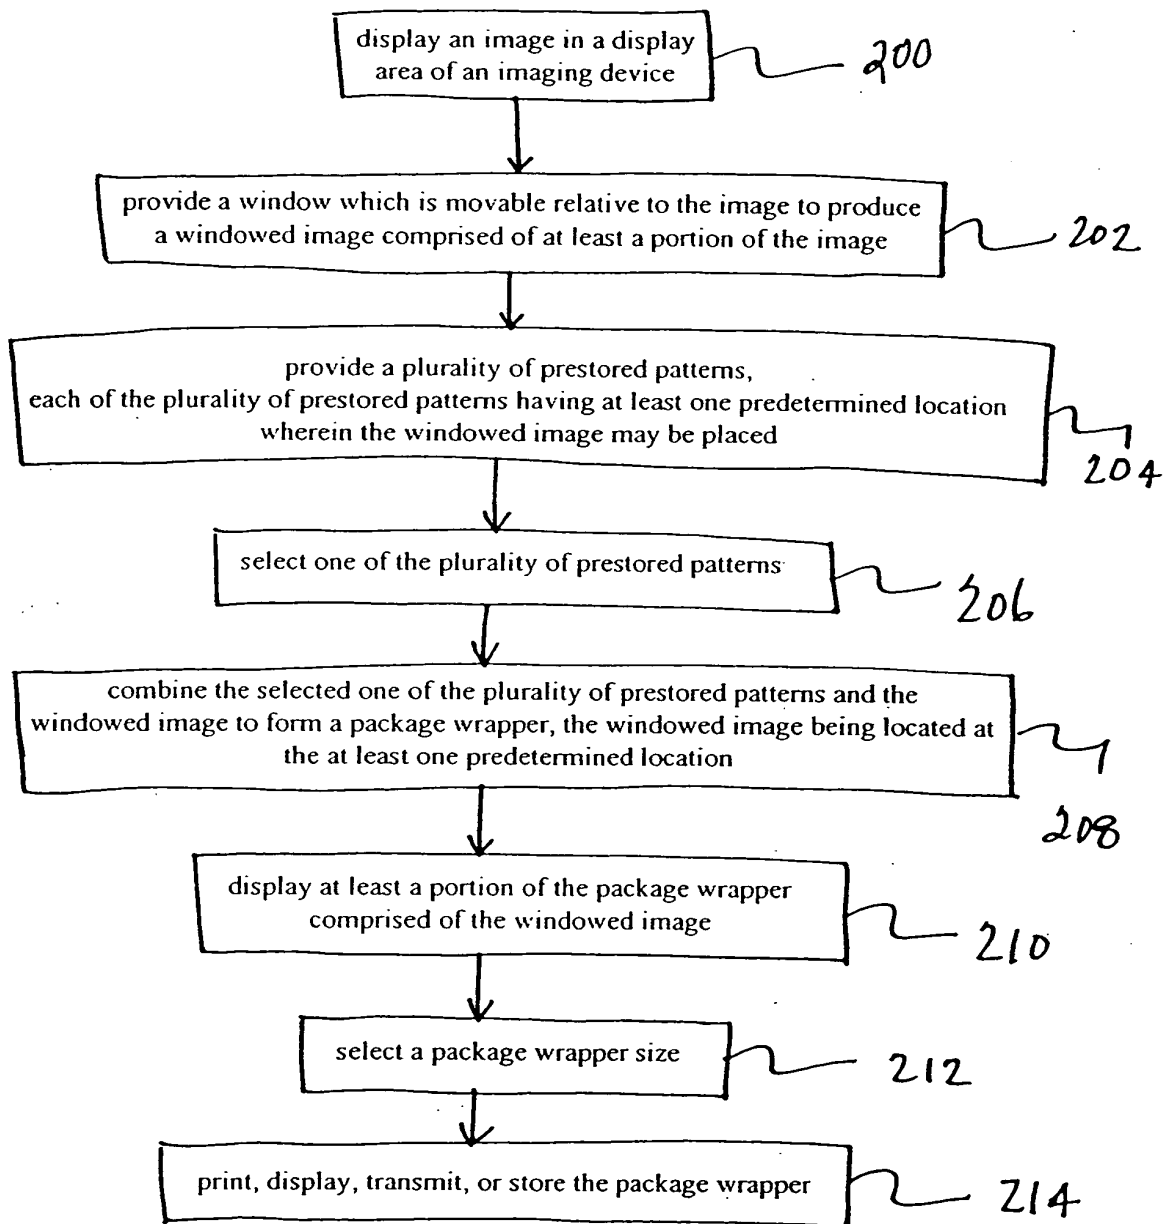 display an image in a display
area of an imaging device
200
provide a window which is movable relative to the image to produce
a windowed image comprised of at least a portion of the image
202
provide a plurality of prestored patterns,
each of the plurality of prestored patterns having at least one predetermined location
wherein the windowed image may be placed
204
select one of the plurality of prestored patterns
206
combine the selected one of the plurality of prestored patterns and the
windowed image to form a package wrapper, the windowed image being located at
the at least one predetermined location
208
display at least a portion of the package wrapper
comprised of the windowed image
210
select a package wrapper size
212
print, display, transmit, or store the package wrapper
214